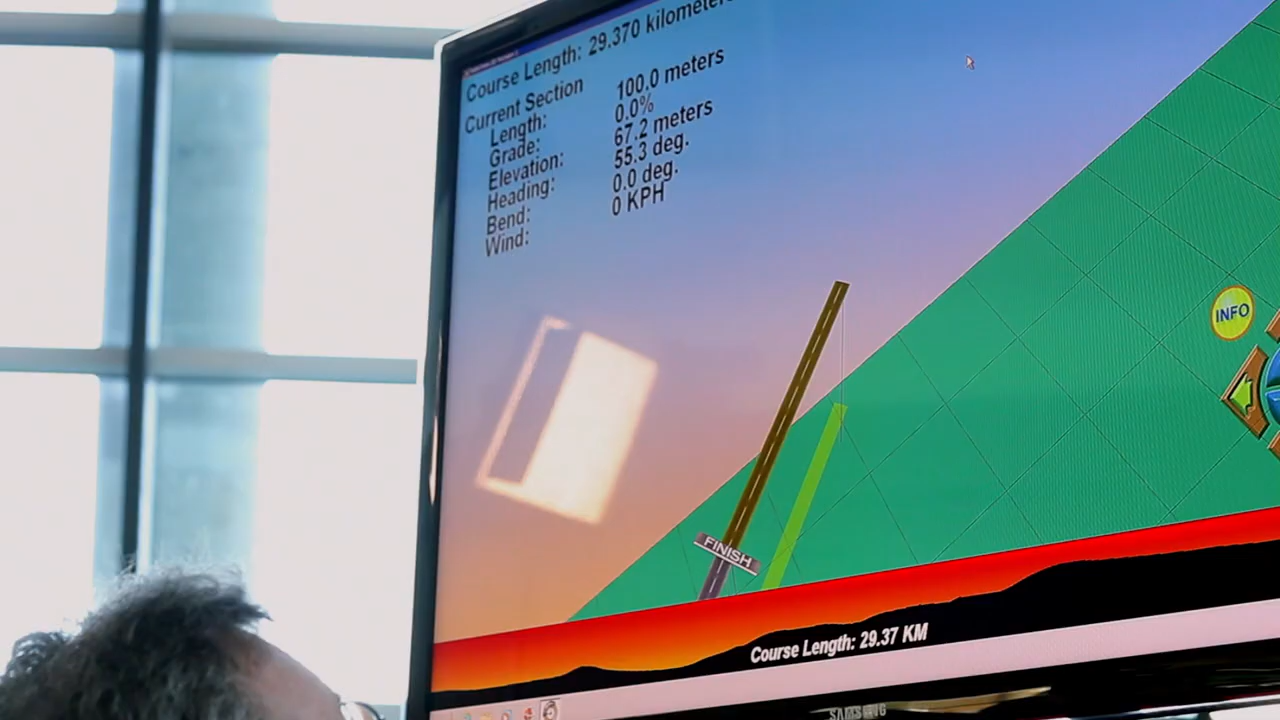 Course Length: 29.370 kilometers
Current Section
Length: 100.0 meters
Grade: 0.0%
Elevation: 67.2 meters
Heading: 55.3 deg.
Bend: 0.0 deg.
Wind: 0 KPH
INFO
FINISH
Course Length: 29.37 KM
SAMSUNG